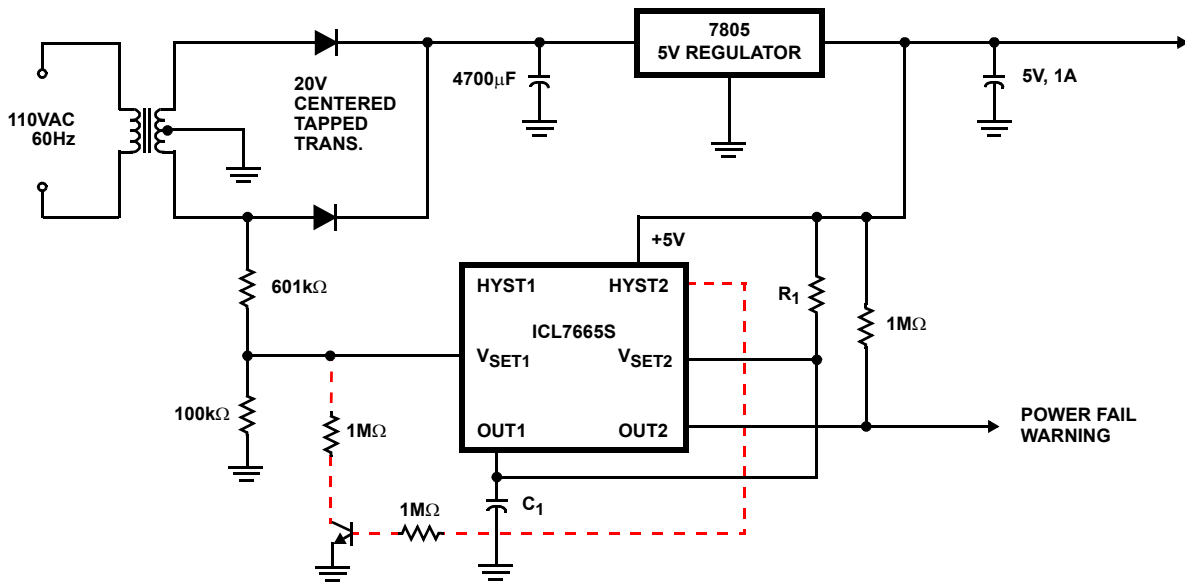 7805
5V REGULATOR
110VAC
60Hz
20V
CENTERED
TAPPED
TRANS.
4700μF
5V, 1A
+5V
601kΩ
HYST1
HYST2
R1
1MΩ
ICL7665S
VSET1
VSET2
100kΩ
1MΩ
OUT1
OUT2
POWER FAIL
WARNING
C1
1MΩ